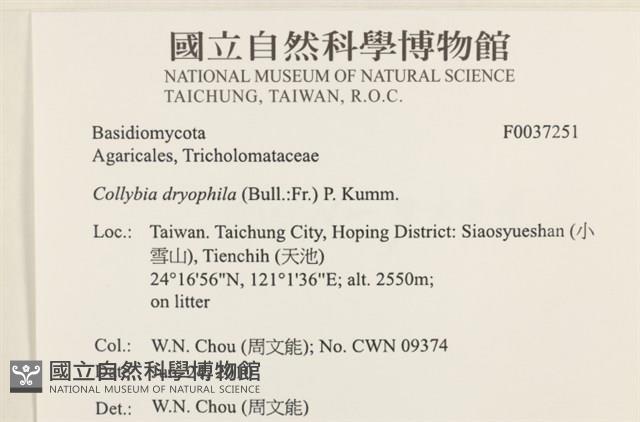 國立自然科學博物館
NATIONAL MUSEUM OF NATURAL SCIENCE
TAICHUNG, TAIWAN, R.O.C.
Basidiomycota F0037251
Agaricales, Tricholomataceae
Collybia dryophila (Bull.:Fr.) P. Kumm.
Loc.: Taiwan. Taichung City, Hoping District: Siaosyueshan (小
雪山), Tienchih (天池)
24°16'56"N, 121°1'36"E; alt. 2550m;
on litter
Col.: W.N. Chou (周文能); No. CWN 09374
國立自然科學博物館
NATIONAL MUSEUM OF NATURAL SCIENCE
Det.: W.N. Chou (周文能)